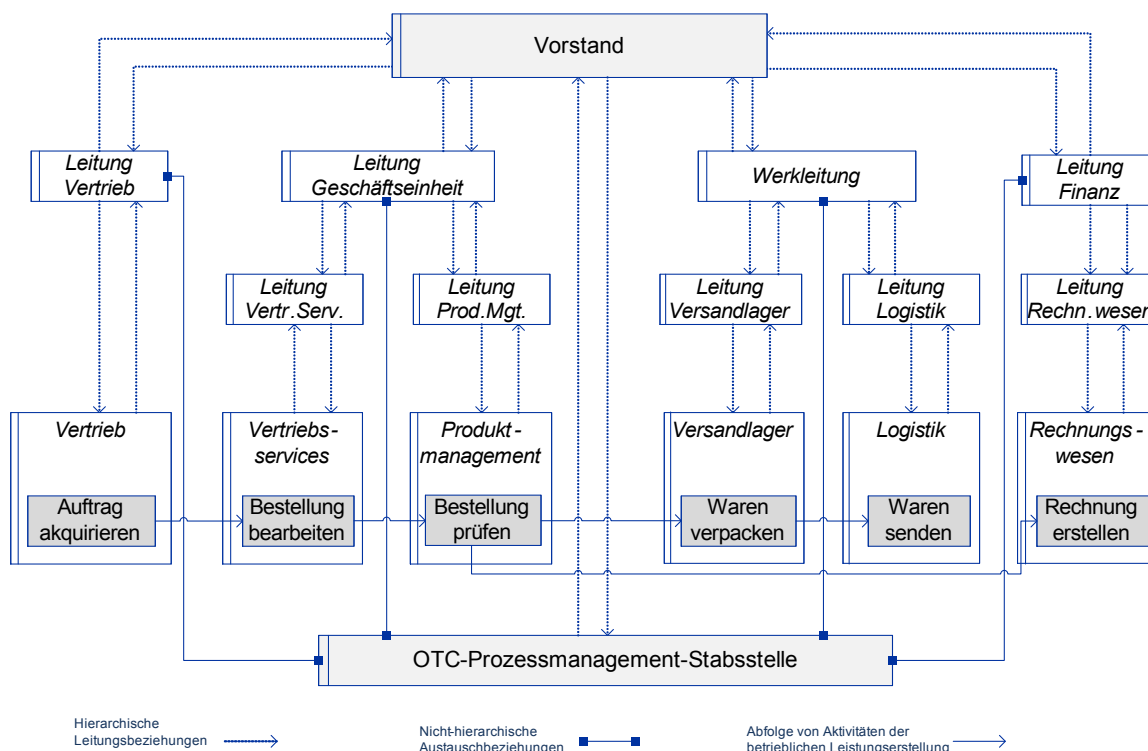 Vorstand
Leitung
Vertrieb
Leitung
Geschäftseinheit
Werkleitung
Leitung
Finanz
Leitung
Vertr.Serv.
Leitung
Prod.Mgt.
Leitung
Versandlager
Leitung
Logistik
Leitung
Rechn.wesen
Vertrieb
Vertriebs-
services
Produkt-
management
Versandlager
Logistik
Rechnungs-
wesen
Auftrag
akquirieren
Bestellung
bearbeiten
Bestellung
prüfen
Waren
verpacken
Waren
senden
Rechnung
erstellen
OTC-Prozessmanagement-Stabsstelle
Hierarchische
Leitungsbeziehungen
Nicht-hierarchische
Austauschbeziehungen
Abfolge von Aktivitäten der
betrieblichen Leistungserstellung